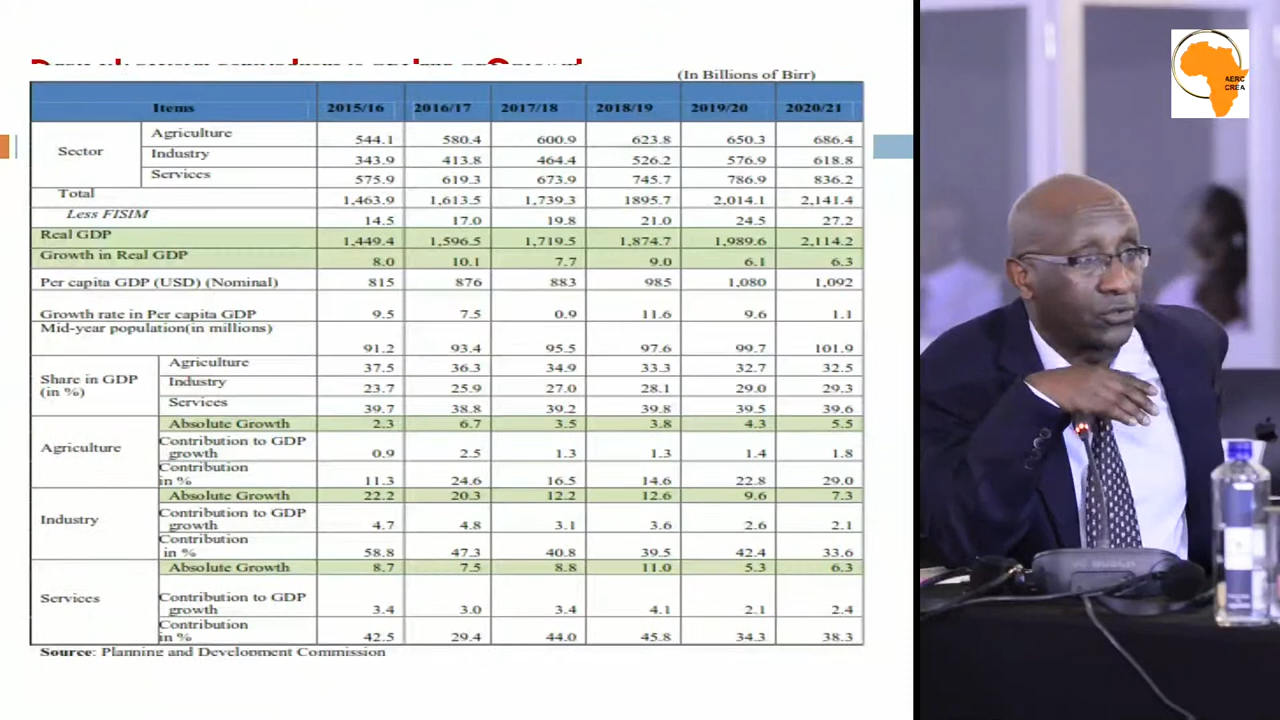 (In Billions of Birr)
Items 2015/16 2016/17 2017/18 2018/19 2019/20 2020/21
Sector Agriculture 544.1 580.4 600.9 623.8 650.3 686.4
Industry 343.9 413.8 464.4 526.2 576.9 618.8
Services 575.9 619.3 673.9 745.7 786.9 836.2
Total 1,463.9 1,613.5 1,739.3 1895.7 2,014.1 2,141.4
Less FISIM 14.5 17.0 19.8 21.0 24.5 27.2
Real GDP 1,449.4 1,596.5 1,719.5 1,874.7 1,989.6 2,114.2
Growth in Real GDP 8.0 10.1 7.7 9.0 6.1 6.3
Per capita GDP (USD) (Nominal) 815 876 883 985 1,080 1,092
Growth rate in Per capita GDP 9.5 7.5 0.9 11.6 9.6 1.1
Mid-year population(in millions) 91.2 93.4 95.5 97.6 99.7 101.9
Share in GDP (in %) Agriculture 37.5 36.3 34.9 33.3 32.7 32.5
Industry 23.7 25.9 27.0 28.1 29.0 29.3
Services 39.7 38.8 39.2 39.8 39.5 39.6
Agriculture Absolute Growth 2.3 6.7 3.5 3.8 4.3 5.5
Contribution to GDP growth 0.9 2.5 1.3 1.3 1.4 1.8
Contribution in % 11.3 24.6 16.5 14.6 22.8 29.0
Industry Absolute Growth 22.2 20.3 12.2 12.6 9.6 7.3
Contribution to GDP growth 4.7 4.8 3.1 3.6 2.6 2.1
Contribution in % 58.8 47.3 40.8 39.5 42.4 33.6
Services Absolute Growth 8.7 7.5 8.8 11.0 5.3 6.3
Contribution to GDP growth 3.4 3.0 3.4 4.1 2.1 2.4
Contribution in % 42.5 29.4 44.0 45.8 34.3 38.3
Source: Planning and Development Commission
AERC
CREA